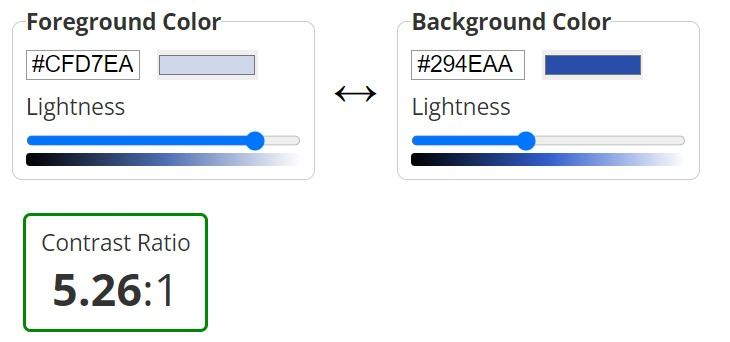 Foreground Color
#CFD7EA
Lightness
Background Color
#294EAA
Lightness
Contrast Ratio
5.26:1